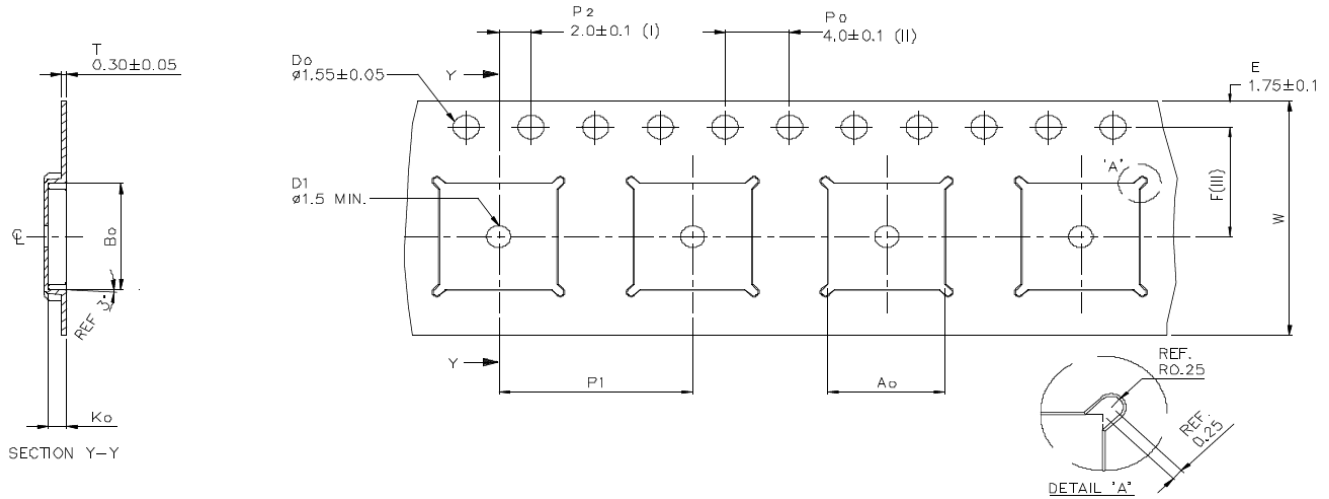 P2
2.0±0.1 (I)
Po
4.0±0.1 (II)
T
0.30±0.05
Do
ø1.55±0.05
Y
E
1.75±0.1
"A"
D1
ø1.5 MIN.
F(III)
W
℄
Bo
REF 3°
Y
P1
Ao
Ko
SECTION Y-Y
REF.
R0.25
REF.
0.25
DETAIL "A"